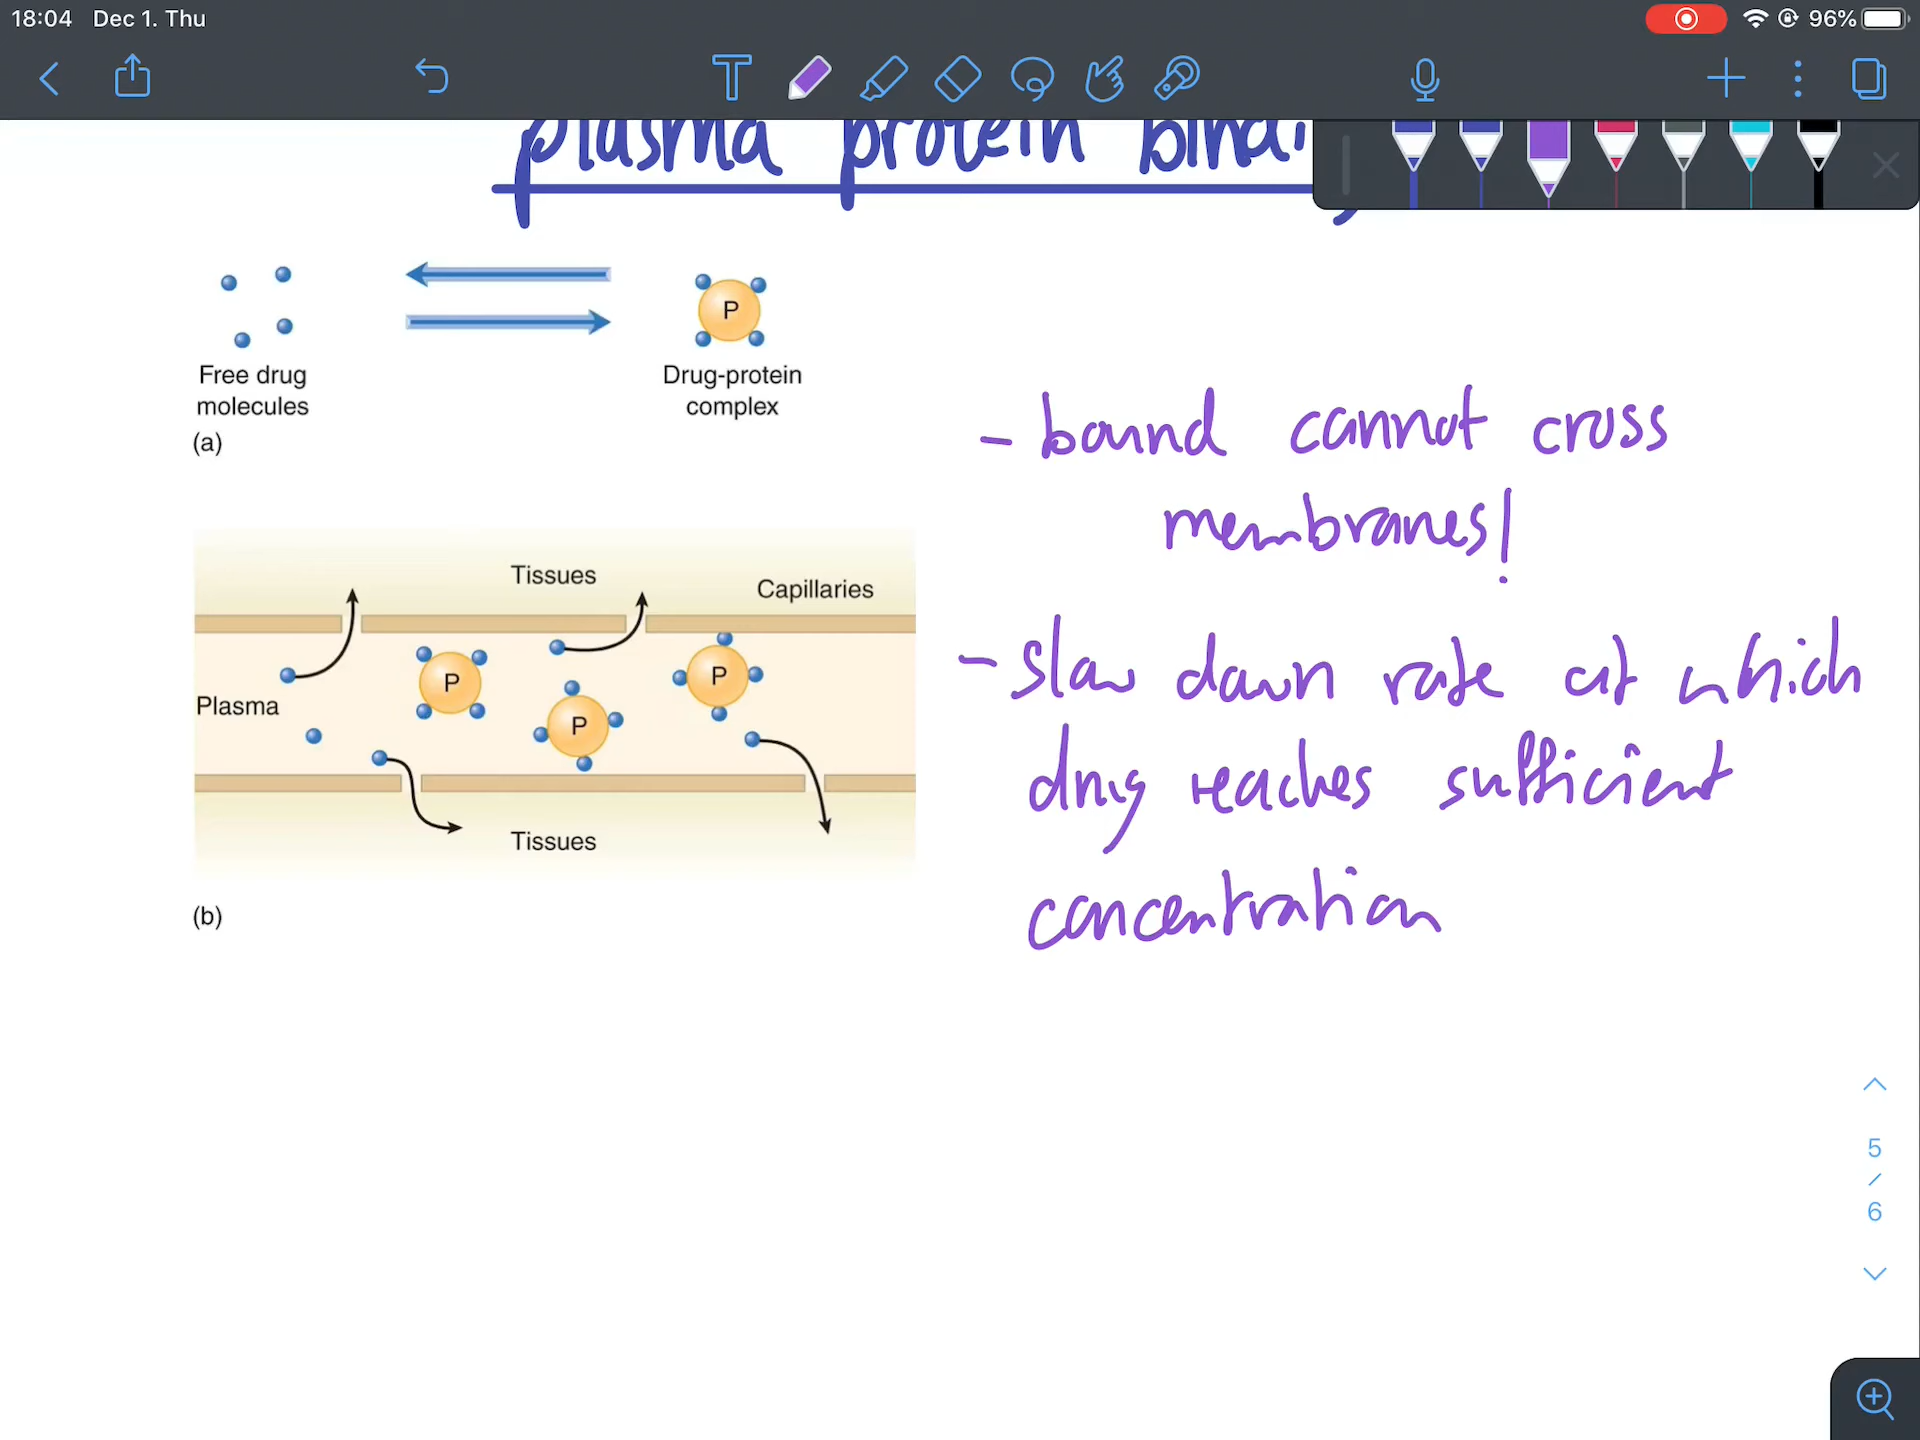 18:04 Dec 1. Thu
96%
plasma protein
Free drug
molecules
Drug-protein
complex
P
(a)
- bound cannot cross
membranes!
Tissues
Capillaries
Plasma
P
P
P
Tissues
(b)
- slow down rate at which
drug reaches sufficient
concentration
5
/
6